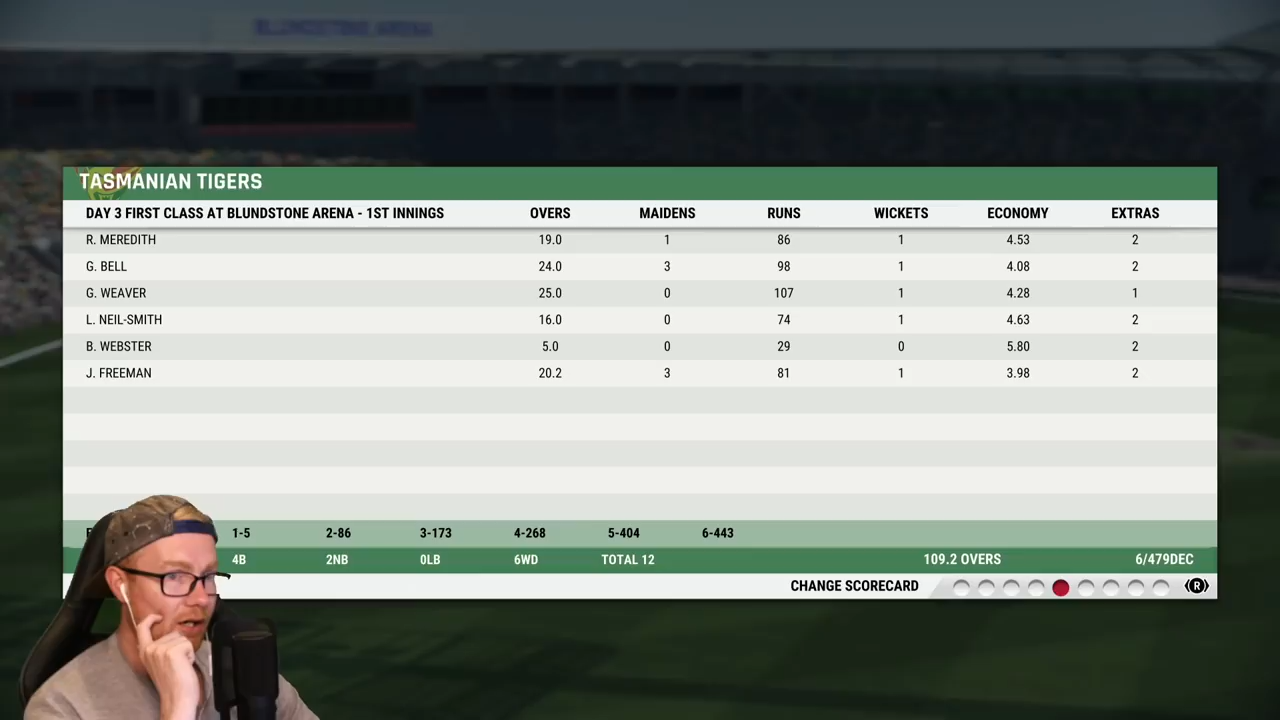 BLUNDSTONE ARENA
TASMANIAN TIGERS
DAY 3 FIRST CLASS AT BLUNDSTONE ARENA - 1ST INNINGS OVERS MAIDENS RUNS WICKETS ECONOMY EXTRAS
R. MEREDITH 19.0 1 86 1 4.53 2
G. BELL 24.0 3 98 1 4.08 2
G. WEAVER 25.0 0 107 1 4.28 1
L. NEIL-SMITH 16.0 0 74 1 4.63 2
B. WEBSTER 5.0 0 29 0 5.80 2
J. FREEMAN 20.2 3 81 1 3.98 2
1-5 2-86 3-173 4-268 5-404 6-443
4B 2NB 0LB 6WD TOTAL 12 109.2 OVERS 6/479DEC
CHANGE SCORECARD R